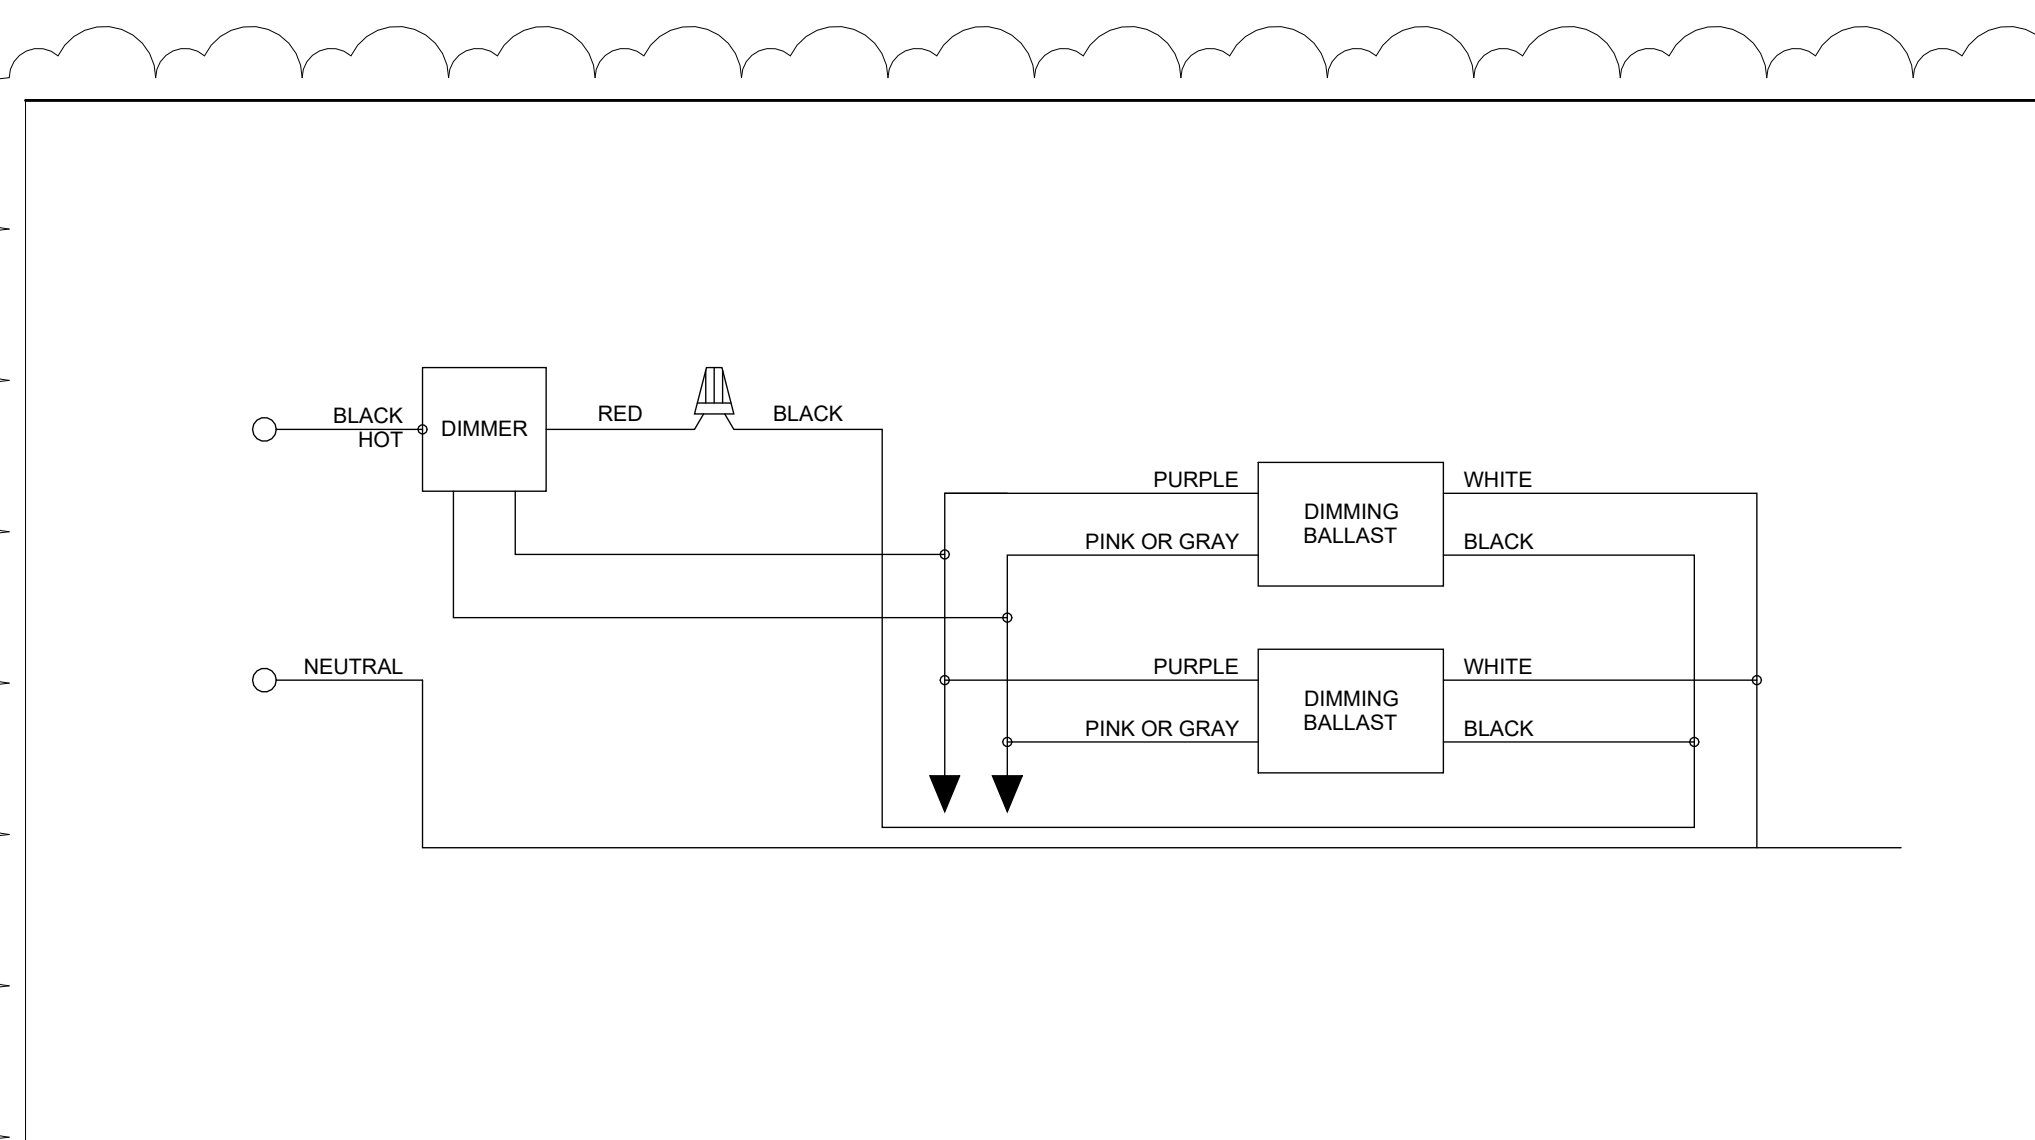 BLACK
HOT
DIMMER
RED
BLACK
PURPLE
WHITE
DIMMING
BALLAST
PINK OR GRAY
BLACK
NEUTRAL
PURPLE
WHITE
DIMMING
BALLAST
PINK OR GRAY
BLACK